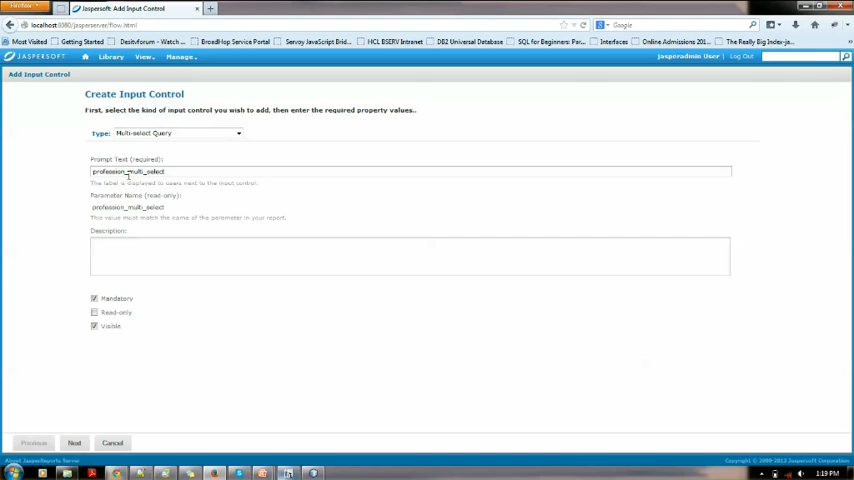 Firefox
Jaspersoft: Add Input Control
localhost:8080/jasperserver/flow.html
Google
Most Visited Getting Started Desitvforum - Watch ... BroadHop Service Portal Servoy JavaScript Brid... HCL BSERV Intranet DB2 Universal Database SQL for Beginners: Par... Interfaces Online Admissions 201... The Really Big Index-ja...
JASPERSOFT Library View Manage jasperadmin User Log Out
Add Input Control
Create Input Control
First, select the kind of input control you wish to add, then enter the required property values..
Type: Multi-select Query
Prompt Text (required):
profession_multi_select
The label is displayed to users next to the input control.
Parameter Name (read-only):
profession_multi_select
This value must match the name of the parameter in your report.
Description:
Mandatory
Read-only
Visible
Previous Next Cancel
About JasperReports Server Copyright © 2000-2012 Jaspersoft Corporation
1:19 PM